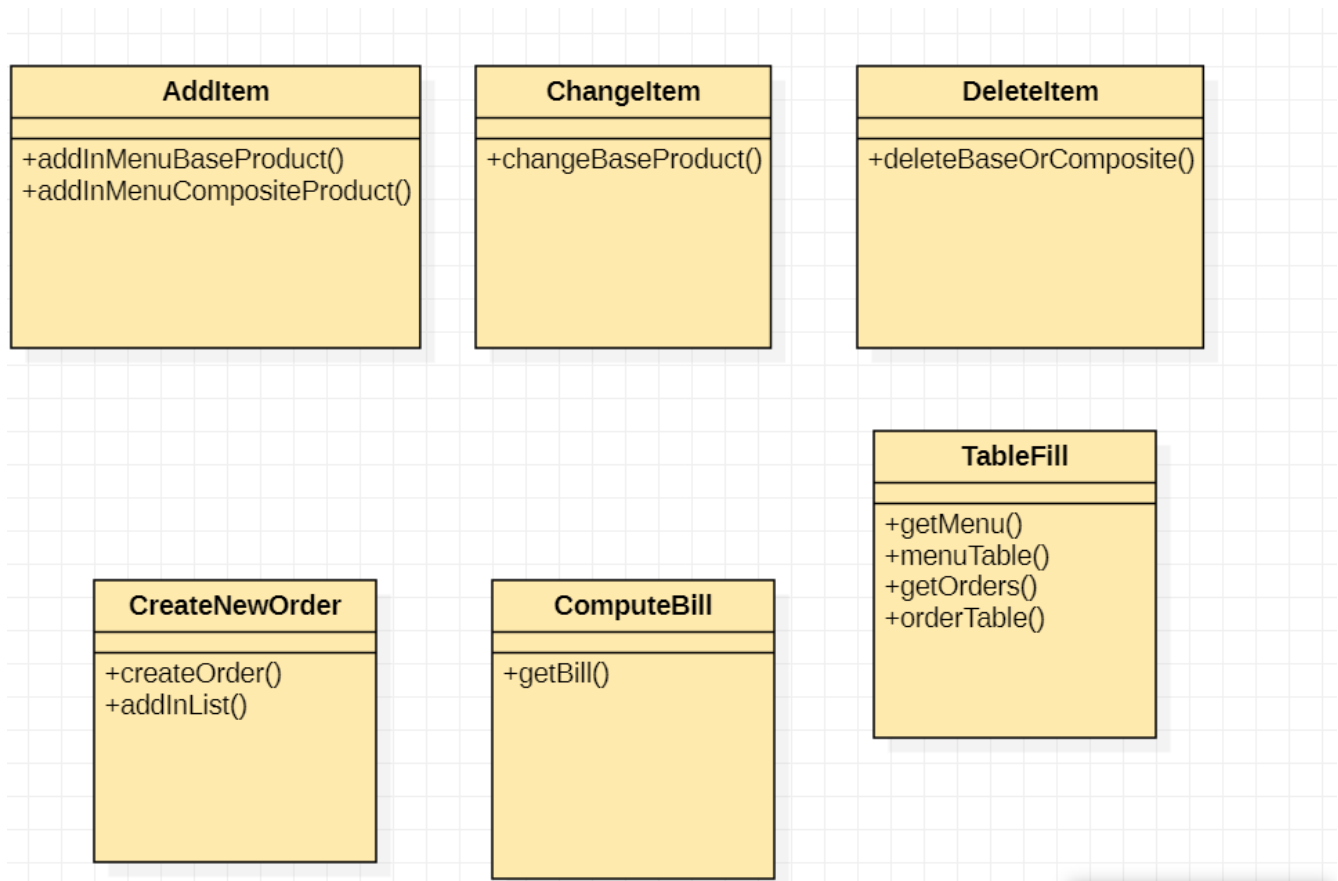 AddItem
+addInMenuBaseProduct()
+addInMenuCompositeProduct()
ChangeItem
+changeBaseProduct()
DeleteItem
+deleteBaseOrComposite()
TableFill
+getMenu()
+menuTable()
+getOrders()
+orderTable()
CreateNewOrder
+createOrder()
+addInList()
ComputeBill
+getBill()